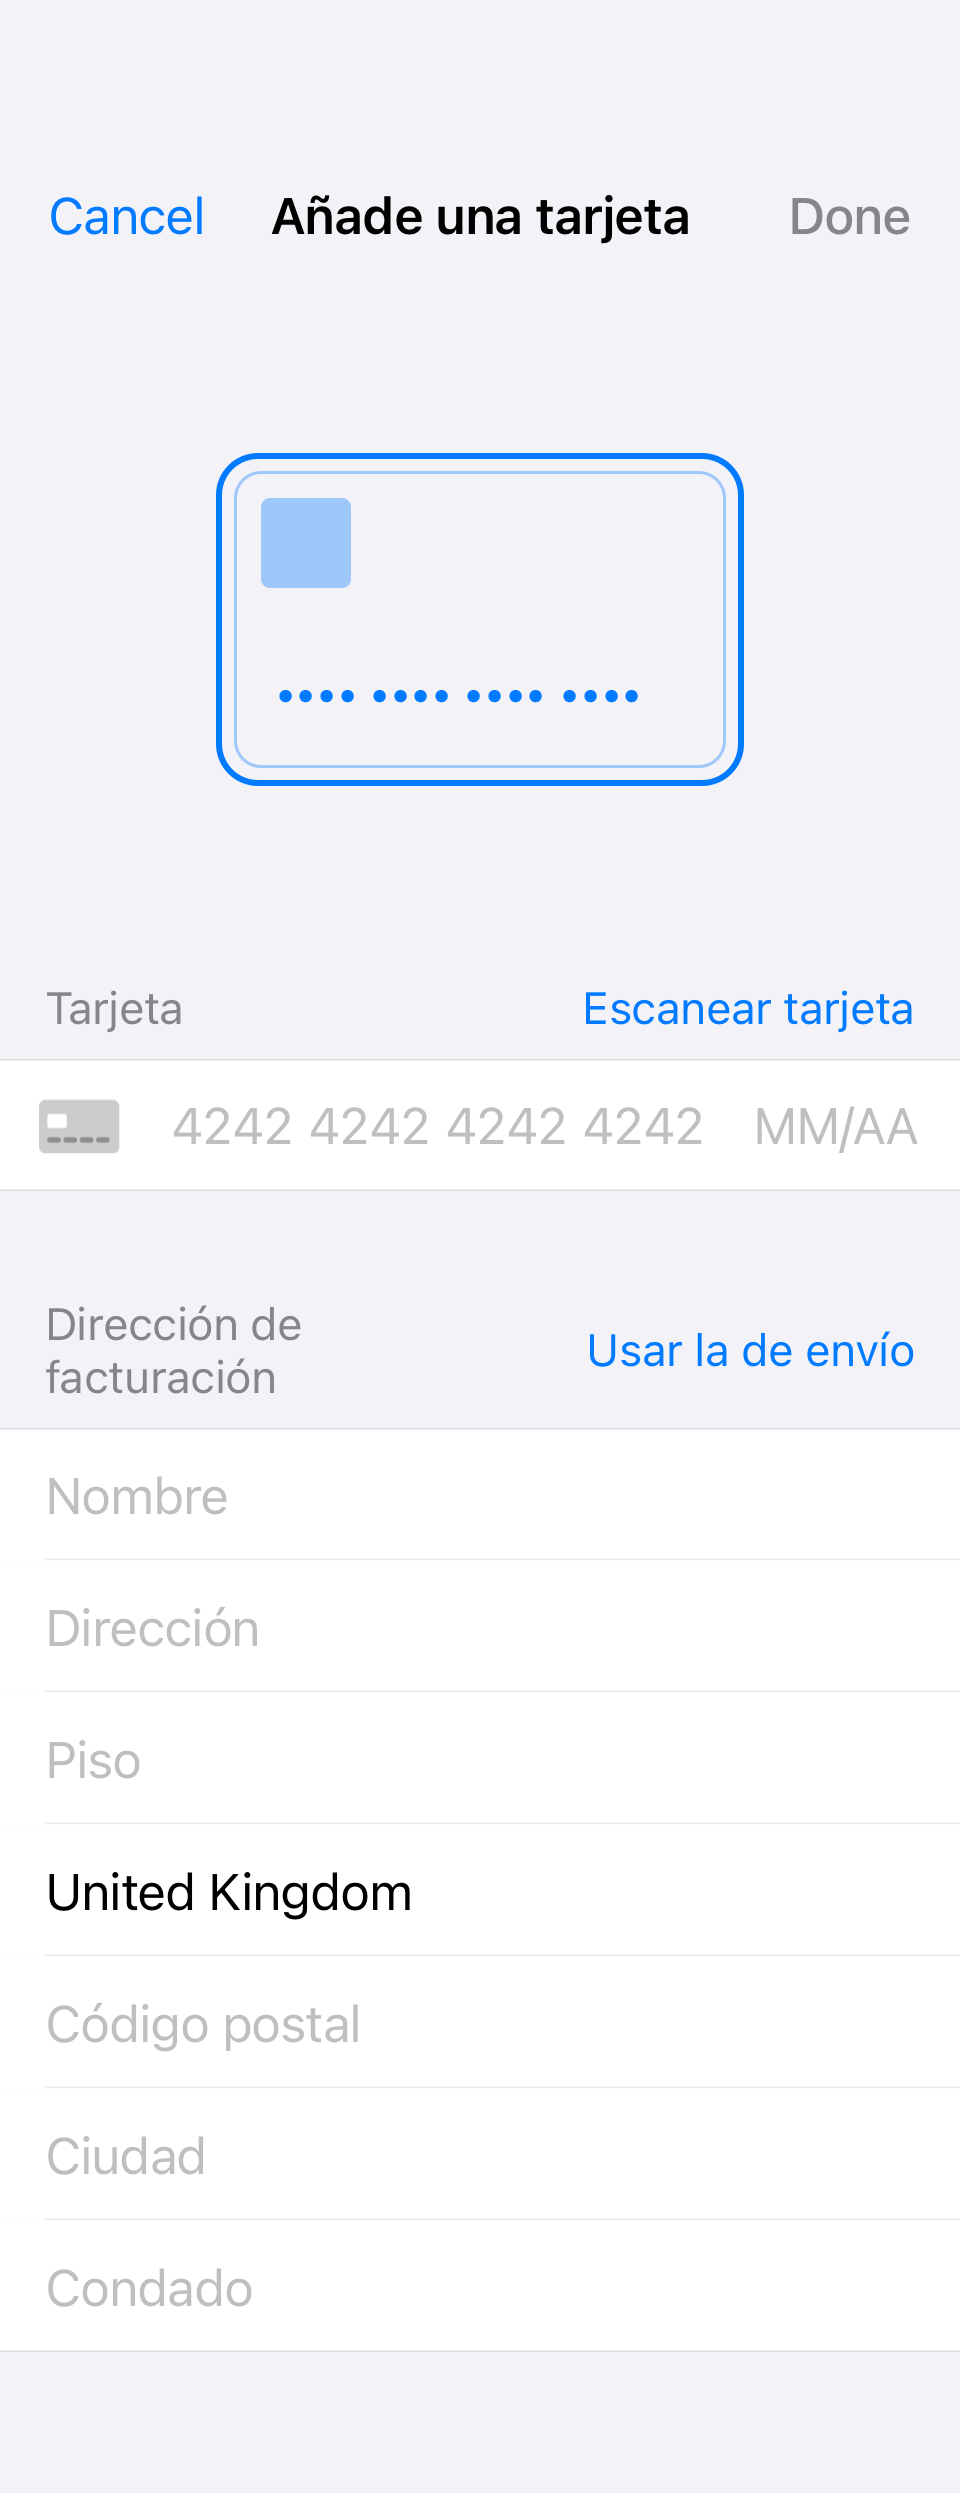 Cancel Añade una tarjeta Done
•••• •••• •••• ••••
Tarjeta Escanear tarjeta
4242 4242 4242 4242 MM/AA
Dirección de
facturación
Usar la de envío
Nombre
Dirección
Piso
United Kingdom
Código postal
Ciudad
Condado